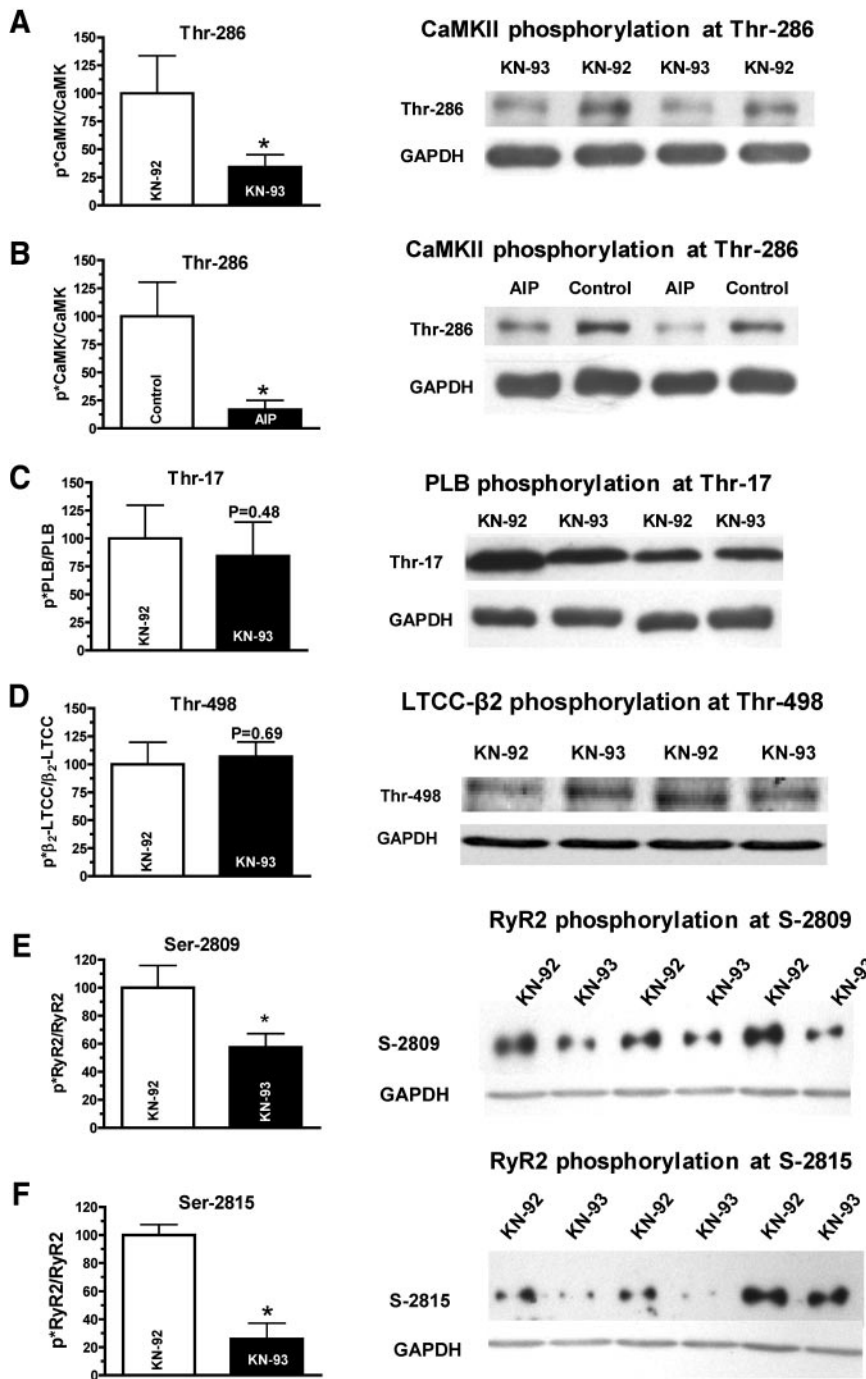 A
Thr-286
p*CaMK/CaMK
125
100
75
50
25
0
KN-92
*
KN-93
CaMKII phosphorylation at Thr-286
KN-93 KN-92 KN-93 KN-92
Thr-286
GAPDH
B
Thr-286
p*CaMK/CaMK
125
100
75
50
25
0
Control
*
AIP
CaMKII phosphorylation at Thr-286
AIP Control AIP Control
Thr-286
GAPDH
C
Thr-17
p*PLB/PLB
150
125
100
75
50
25
0
KN-92
P=0.48
KN-93
PLB phosphorylation at Thr-17
KN-92 KN-93 KN-92 KN-93
Thr-17
GAPDH
D
Thr-498
p*β2-LTCC/β2-LTCC
150
125
100
75
50
25
0
KN-92
P=0.69
KN-93
LTCC-β2 phosphorylation at Thr-498
KN-92 KN-93 KN-92 KN-93
Thr-498
GAPDH
E
Ser-2809
p*RyR2/RyR2
120
100
80
60
40
20
0
KN-92
*
KN-93
RyR2 phosphorylation at S-2809
KN-92 KN-93 KN-92 KN-93 KN-92 KN-93
S-2809
GAPDH
F
Ser-2815
p*RyR2/RyR2
120
100
80
60
40
20
0
KN-92
*
KN-93
RyR2 phosphorylation at S-2815
KN-92 KN-93 KN-92 KN-93 KN-92 KN-93
S-2815
GAPDH